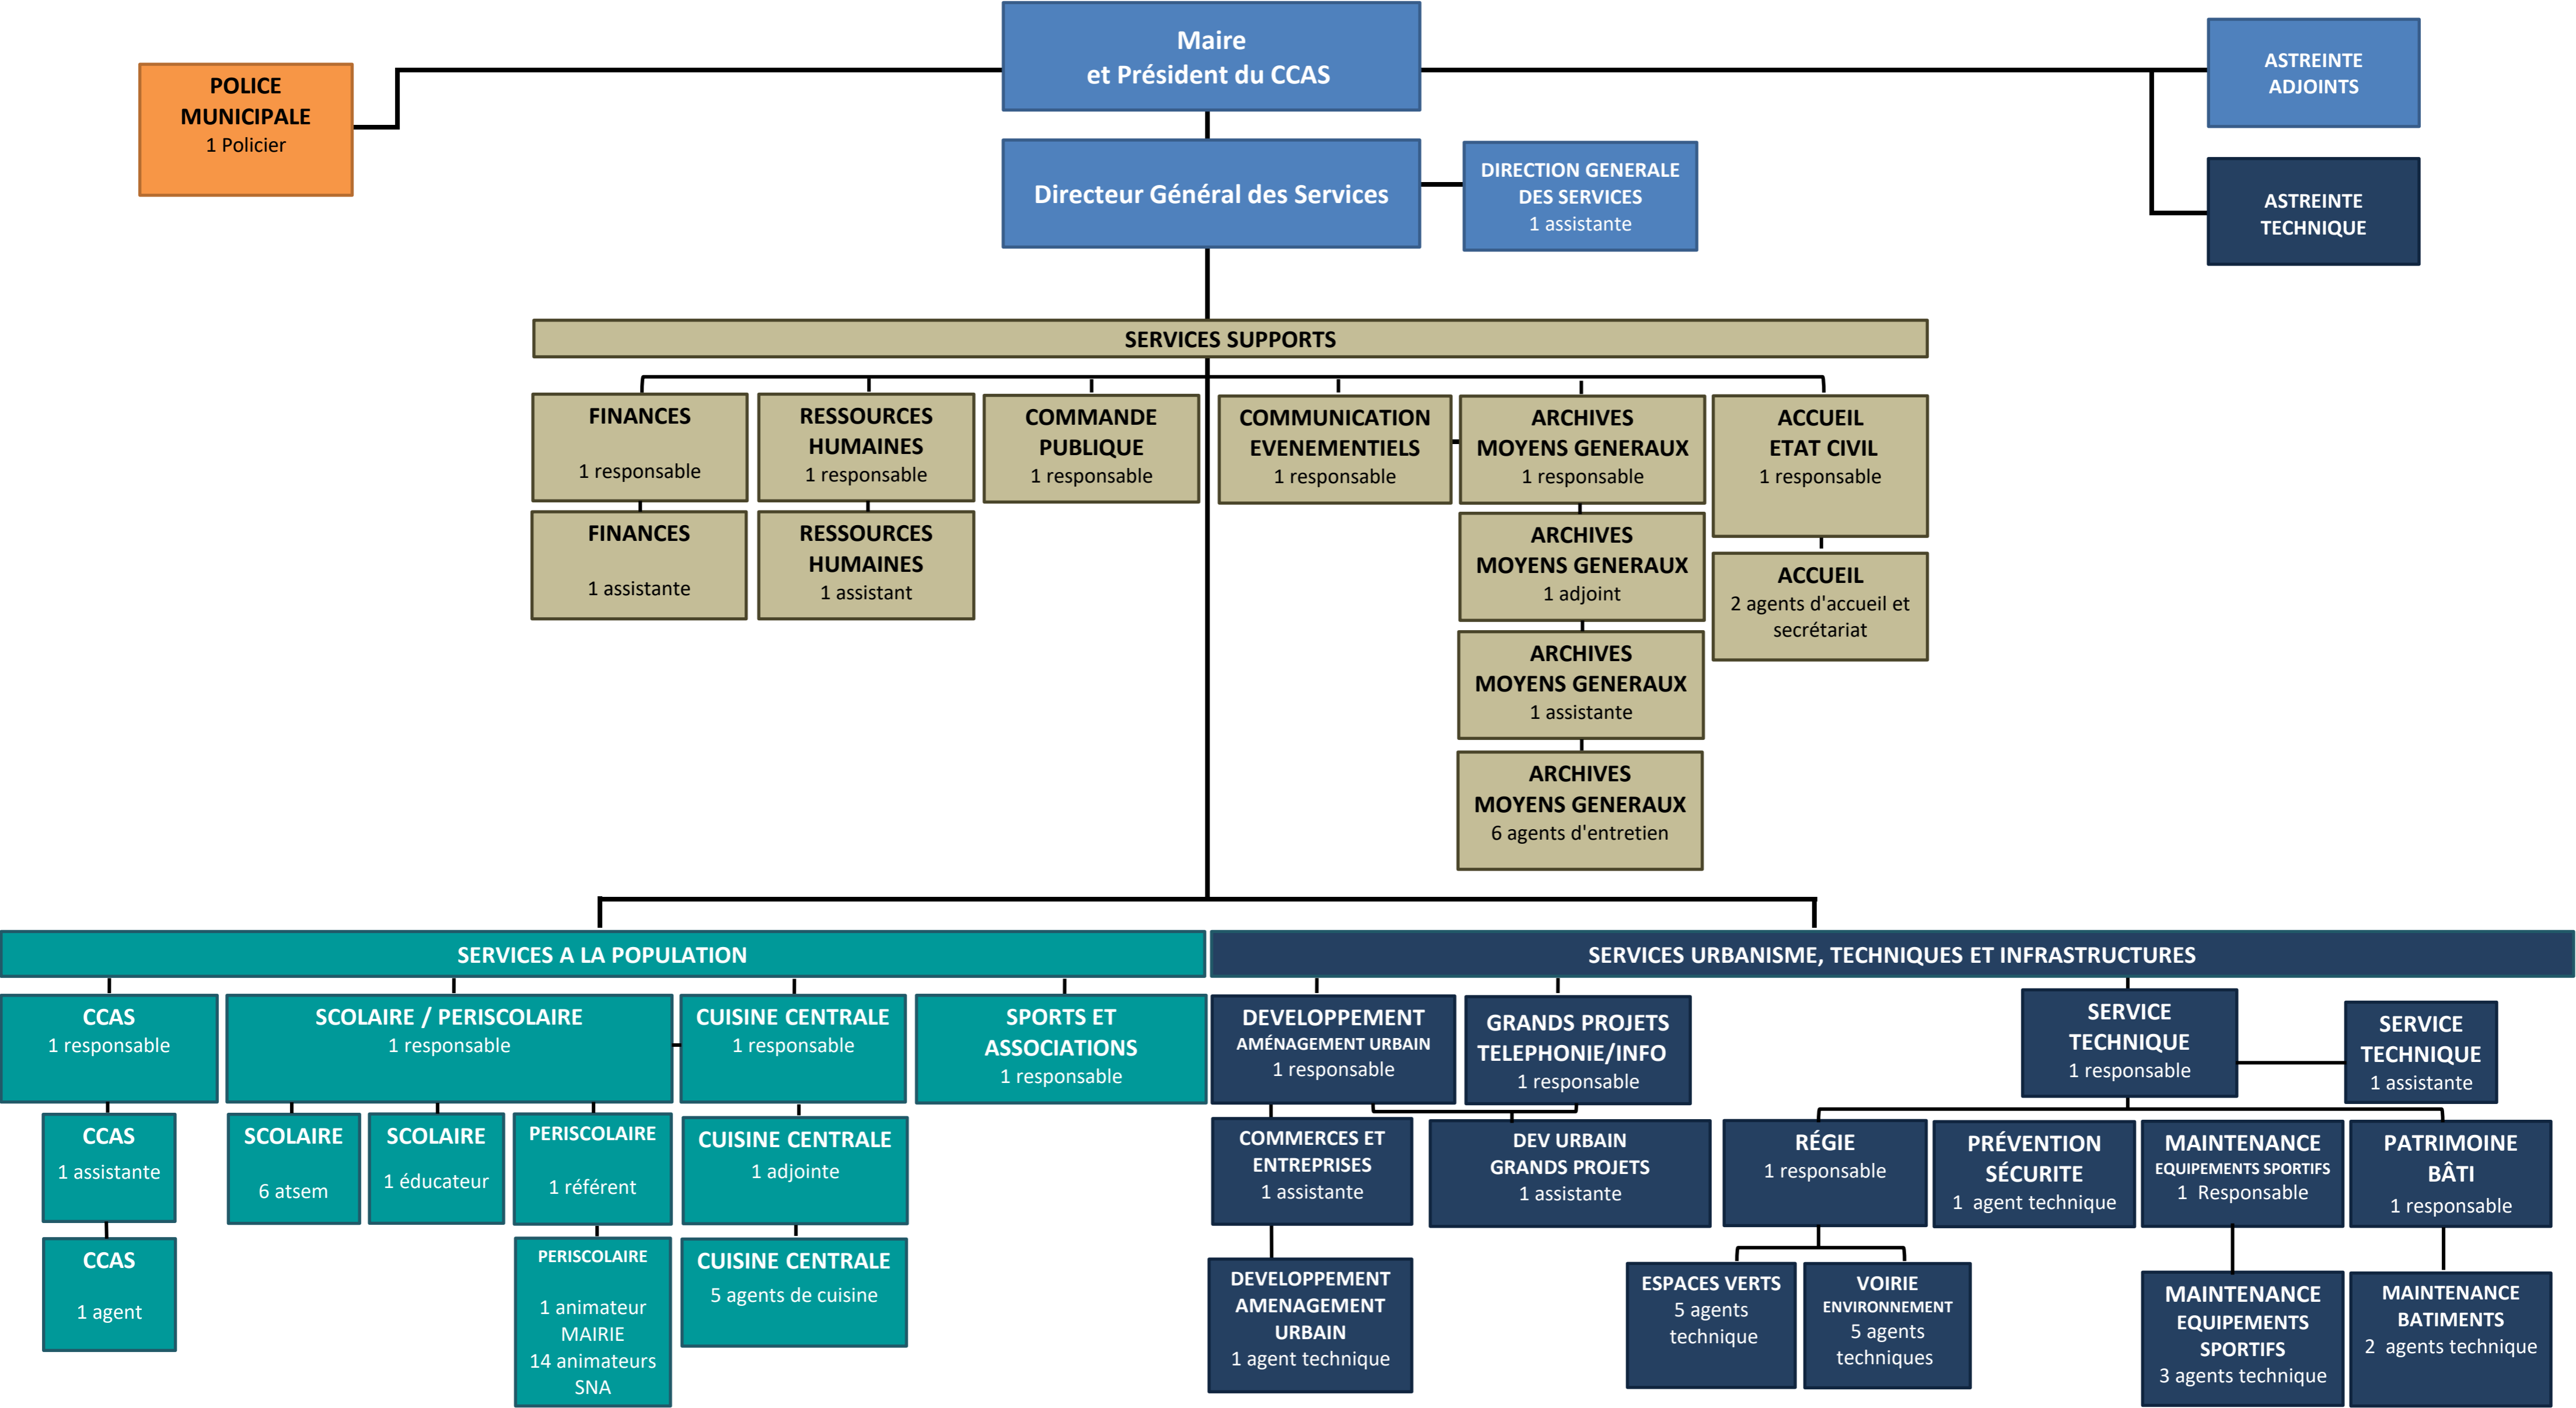 Maire
et Président du CCAS
POLICE
MUNICIPALE
1 Policier
ASTREINTE
ADJOINTS
Directeur Général des Services
DIRECTION GENERALE
DES SERVICES
1 assistante
ASTREINTE
TECHNIQUE
SERVICES SUPPORTS
FINANCES
1 responsable
RESSOURCES
HUMAINES
1 responsable
COMMANDE
PUBLIQUE
1 responsable
COMMUNICATION
EVENEMENTIELS
1 responsable
ARCHIVES
MOYENS GENERAUX
1 responsable
ACCUEIL
ETAT CIVIL
1 responsable
FINANCES
1 assistante
RESSOURCES
HUMAINES
1 assistant
ARCHIVES
MOYENS GENERAUX
1 adjoint
ACCUEIL
2 agents d'accueil et
secrétariat
ARCHIVES
MOYENS GENERAUX
1 assistante
ARCHIVES
MOYENS GENERAUX
6 agents d'entretien
SERVICES A LA POPULATION
SERVICES URBANISME, TECHNIQUES ET INFRASTRUCTURES
CCAS
1 responsable
SCOLAIRE / PERISCOLAIRE
1 responsable
CUISINE CENTRALE
1 responsable
SPORTS ET
ASSOCIATIONS
1 responsable
DEVELOPPEMENT
AMÉNAGEMENT URBAIN
1 responsable
GRANDS PROJETS
TELEPHONIE/INFO
1 responsable
SERVICE
TECHNIQUE
1 responsable
SERVICE
TECHNIQUE
1 assistante
CCAS
1 assistante
SCOLAIRE
6 atsem
SCOLAIRE
1 éducateur
PERISCOLAIRE
1 référent
CUISINE CENTRALE
1 adjointe
COMMERCES ET
ENTREPRISES
1 assistante
DEV URBAIN
GRANDS PROJETS
1 assistante
RÉGIE
1 responsable
PRÉVENTION
SÉCURITE
1 agent technique
MAINTENANCE
EQUIPEMENTS SPORTIFS
1 Responsable
PATRIMOINE
BÂTI
1 responsable
CCAS
1 agent
PERISCOLAIRE
1 animateur
MAIRIE
14 animateurs
SNA
CUISINE CENTRALE
5 agents de cuisine
DEVELOPPEMENT
AMENAGEMENT
URBAIN
1 agent technique
ESPACES VERTS
5 agents
technique
VOIRIE
ENVIRONNEMENT
5 agents
techniques
MAINTENANCE
EQUIPEMENTS
SPORTIFS
3 agents technique
MAINTENANCE
BATIMENTS
2 agents technique